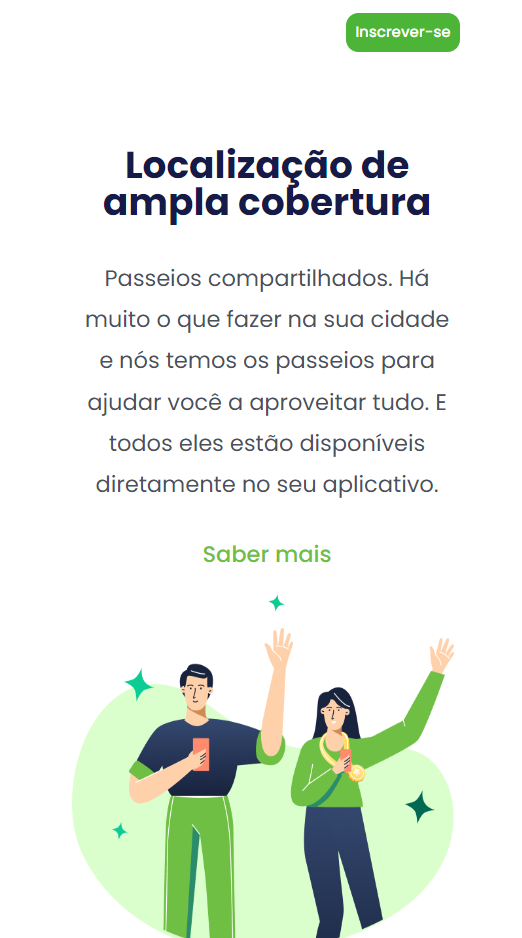 Inscrever-se
Localização de
ampla cobertura
Passeios compartilhados. Há
muito o que fazer na sua cidade
e nós temos os passeios para
ajudar você a aproveitar tudo. E
todos eles estão disponíveis
diretamente no seu aplicativo.
Saber mais